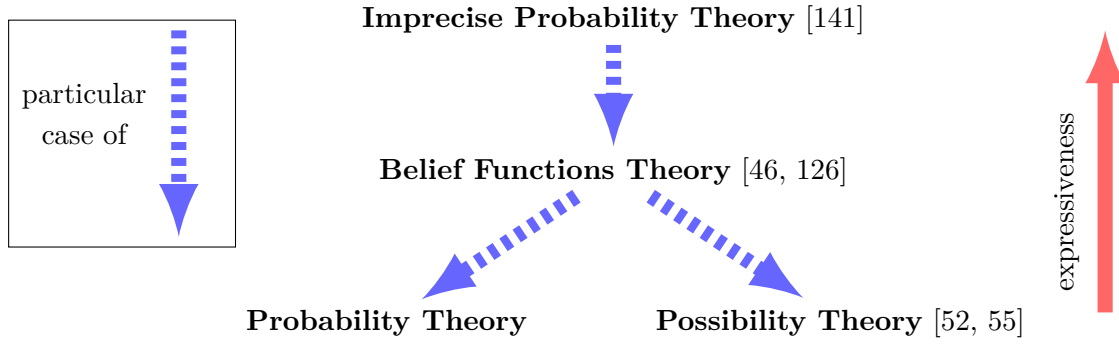 Imprecise Probability Theory [141]
particular
case of
Belief Functions Theory [46, 126]
expressiveness
Probability Theory
Possibility Theory [52, 55]